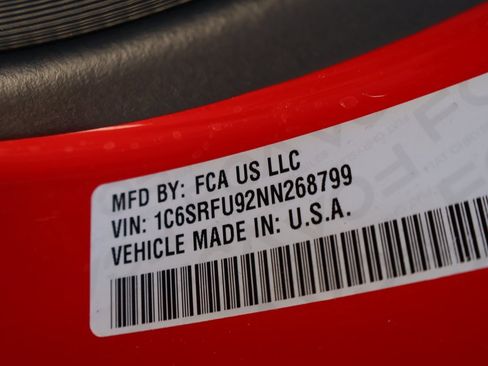 MFD BY: FCA US LLC
VIN: 1C6SRFU92NN268799
VEHICLE MADE IN: U.S.A.